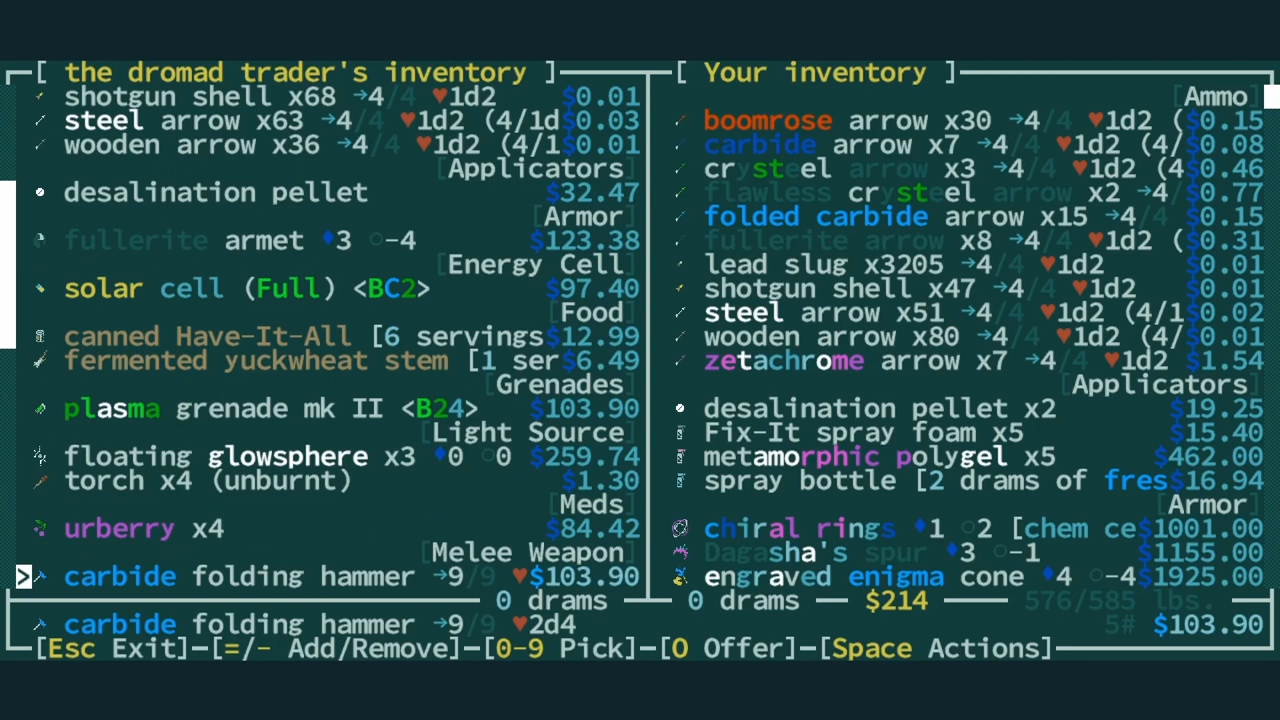 [ the dromad trader's inventory ]
shotgun shell x68 →4/4 ♥1d2 $0.01
steel arrow x63 →4/4 ♥1d2 (4/1d $0.03
wooden arrow x36 →4/4 ♥1d2 (4/1 $0.01
[Applicators]
desalination pellet $32.47
[Armor]
fullerite armet ♦3 ○-4 $123.38
[Energy Cell]
solar cell (Full) <BC2> $97.40
[Food]
canned Have-It-All [6 servings $12.99
fermented yuckwheat stem [1 ser $6.49
[Grenades]
plasma grenade mk II <B24> $103.90
[Light Source]
floating glowsphere x3 ♦0 ○0 $259.74
torch x4 (unburnt) $1.30
[Meds]
urberry x4 $84.42
[Melee Weapon]
> carbide folding hammer →9/9 ♥ $103.90
0 drams
[ Your inventory ]
[Ammo]
boomrose arrow x30 →4/4 ♥1d2 ( $0.15
carbide arrow x7 →4/4 ♥1d2 (4/ $0.08
crysteel arrow x3 →4/4 ♥1d2 (4 $0.46
flawless crysteel arrow x2 →4/ $0.77
folded carbide arrow x15 →4/4 $0.15
fullerite arrow x8 →4/4 ♥1d2 ( $0.31
lead slug x3205 →4/4 ♥1d2 $0.01
shotgun shell x47 →4/4 ♥1d2 $0.01
steel arrow x51 →4/4 ♥1d2 (4/1 $0.02
wooden arrow x80 →4/4 ♥1d2 (4/ $0.01
zetachrome arrow x7 →4/4 ♥1d2 $1.54
[Applicators]
desalination pellet x2 $19.25
Fix-It spray foam x5 $15.40
metamorphic polygel x5 $462.00
spray bottle [2 drams of fres $16.94
[Armor]
chiral rings ♦1 ○2 [chem ce $1001.00
Dagasha's spur ♦3 ○-1 $1155.00
engraved enigma cone ♦4 ○-4 $1925.00
0 drams — $214 — 576/585 lbs.
carbide folding hammer →9/9 ♥2d4 5# $103.90
[Esc Exit]-[=/- Add/Remove]-[0-9 Pick]-[O Offer]-[Space Actions]